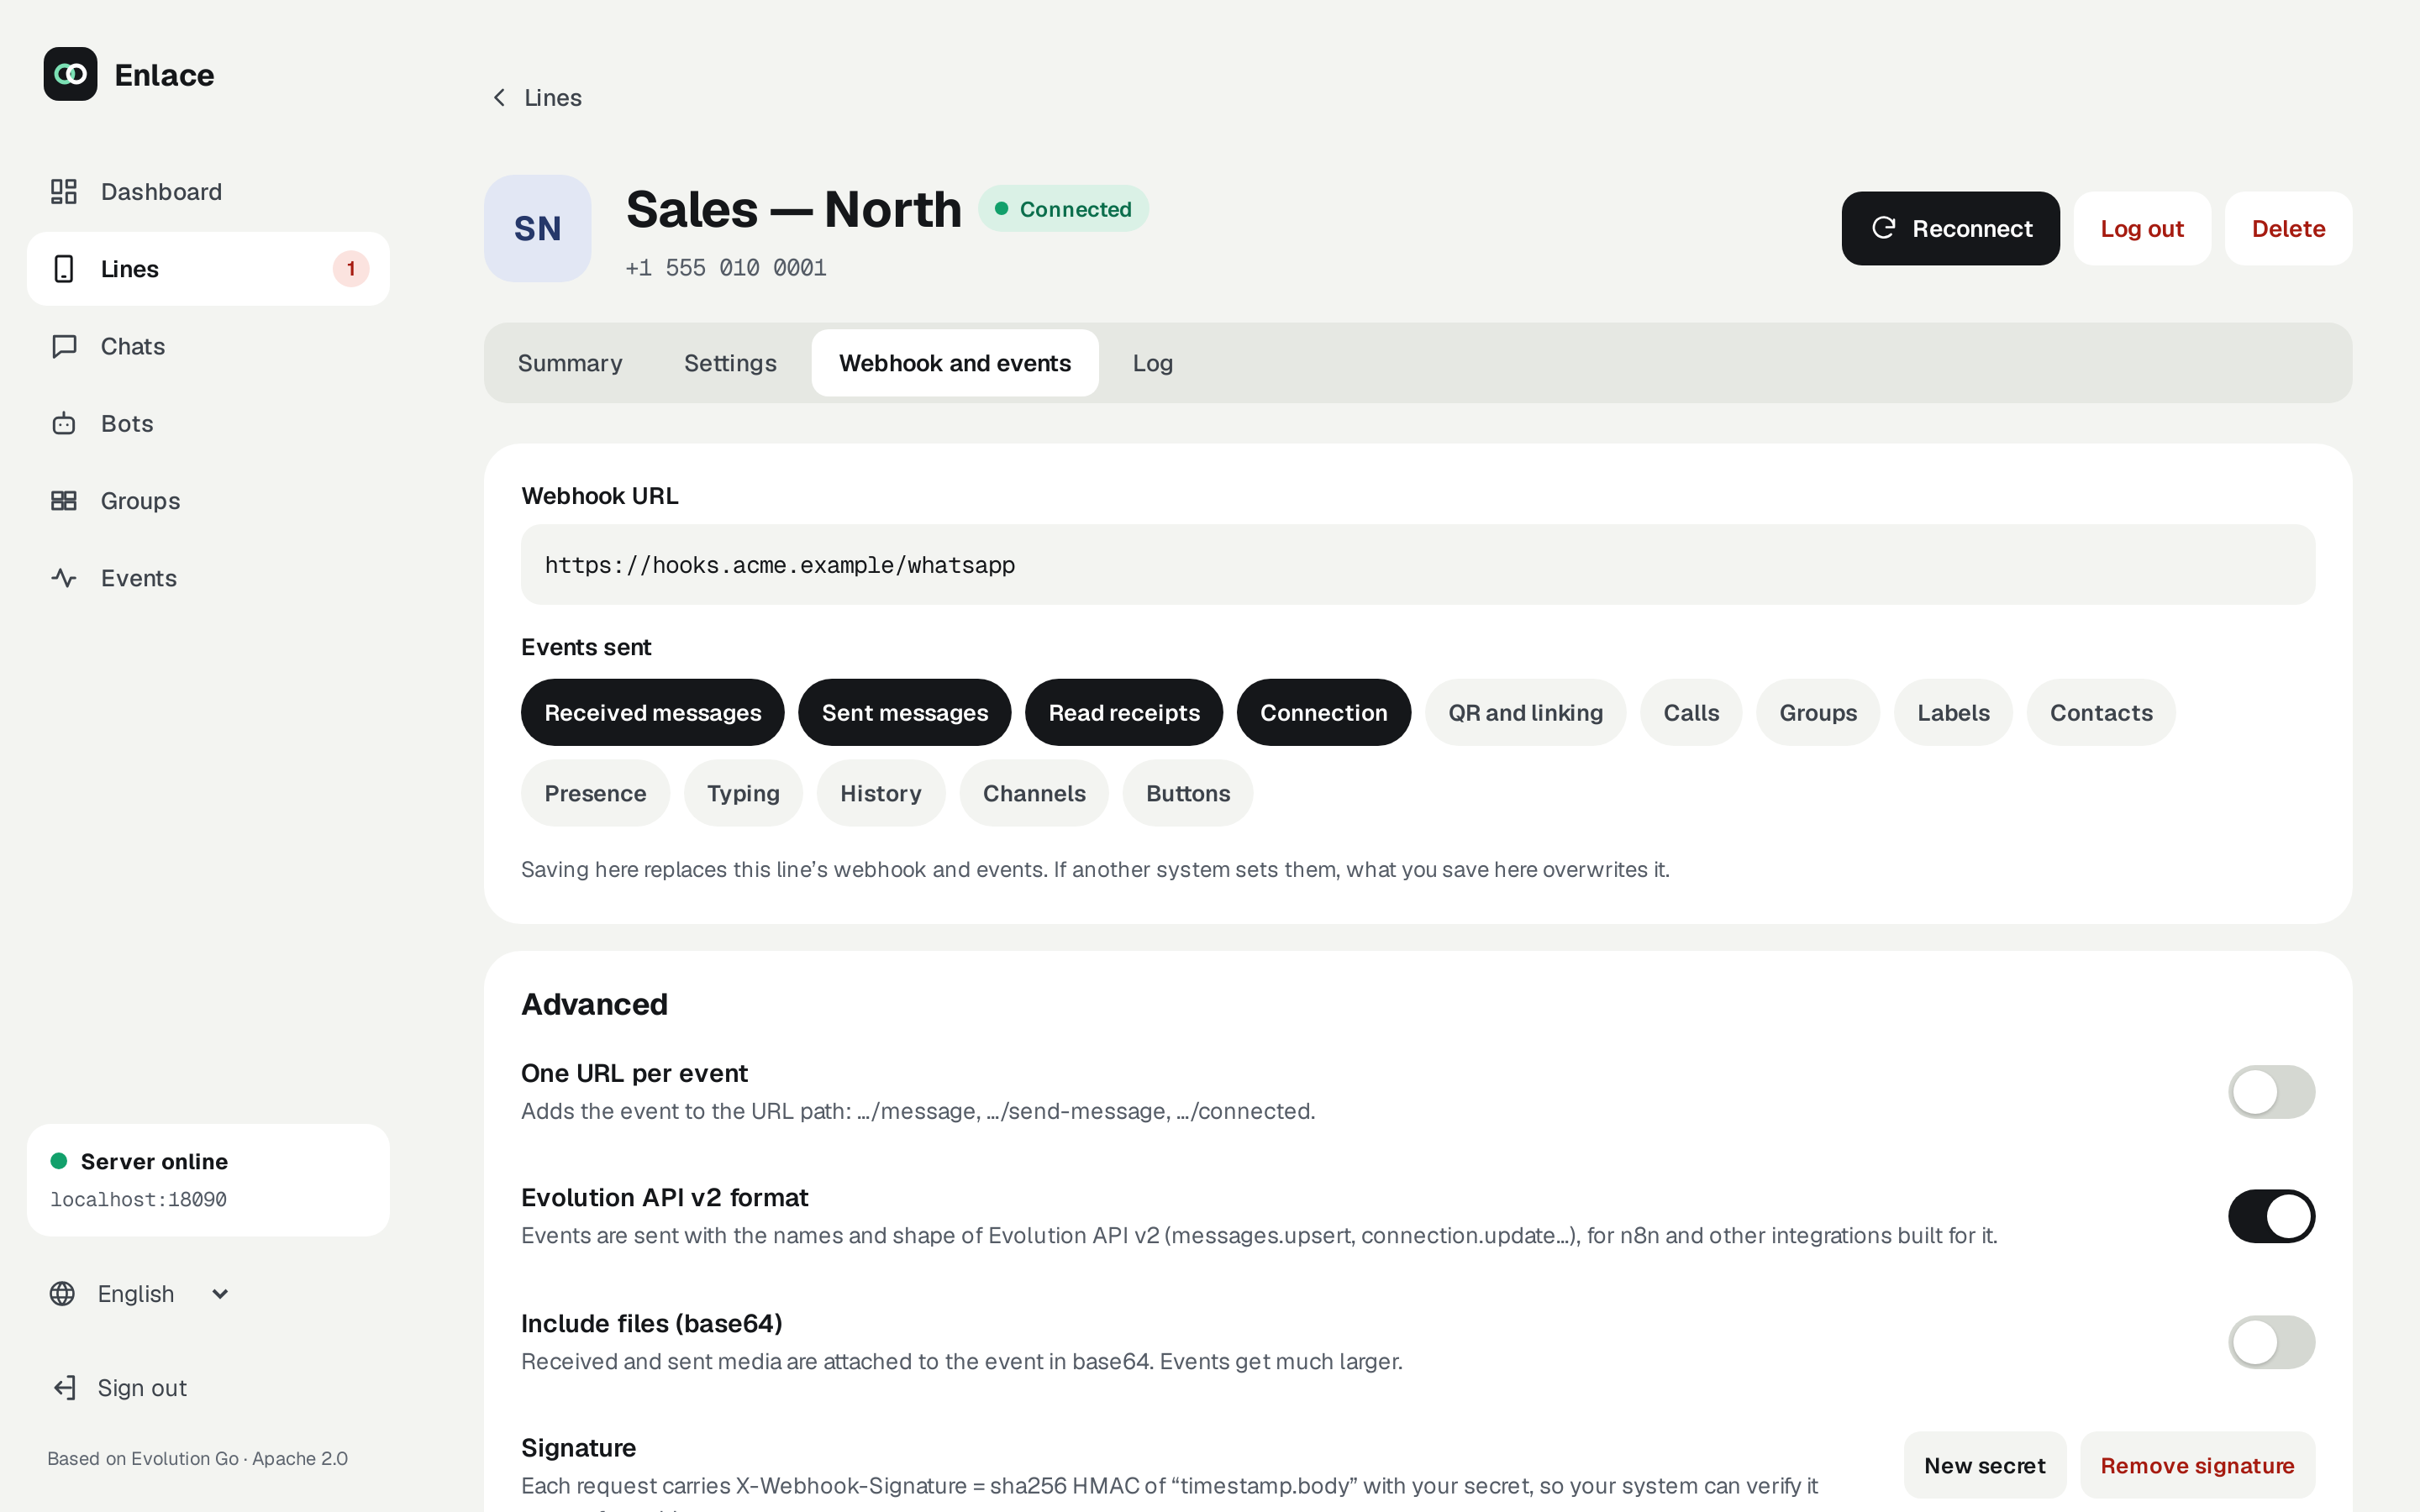 Enlace
Dashboard
Lines
1
Chats
Bots
Groups
Events
Server online
localhost:18090
English
Sign out
Based on Evolution Go · Apache 2.0
Lines
SN
Sales — North
Connected
+1 555 010 0001
Reconnect
Log out
Delete
Summary
Settings
Webhook and events
Log
Webhook URL
https://hooks.acme.example/whatsapp
Events sent
Received messages
Sent messages
Read receipts
Connection
QR and linking
Calls
Groups
Labels
Contacts
Presence
Typing
History
Channels
Buttons
Saving here replaces this line’s webhook and events. If another system sets them, what you save here overwrites it.
Advanced
One URL per event
Adds the event to the URL path: …/message, …/send-message, …/connected.
Evolution API v2 format
Events are sent with the names and shape of Evolution API v2 (messages.upsert, connection.update…), for n8n and other integrations built for it.
Include files (base64)
Received and sent media are attached to the event in base64. Events get much larger.
Signature
Each request carries X-Webhook-Signature = sha256 HMAC of “timestamp.body” with your secret, so your system can verify it
New secret
Remove signature